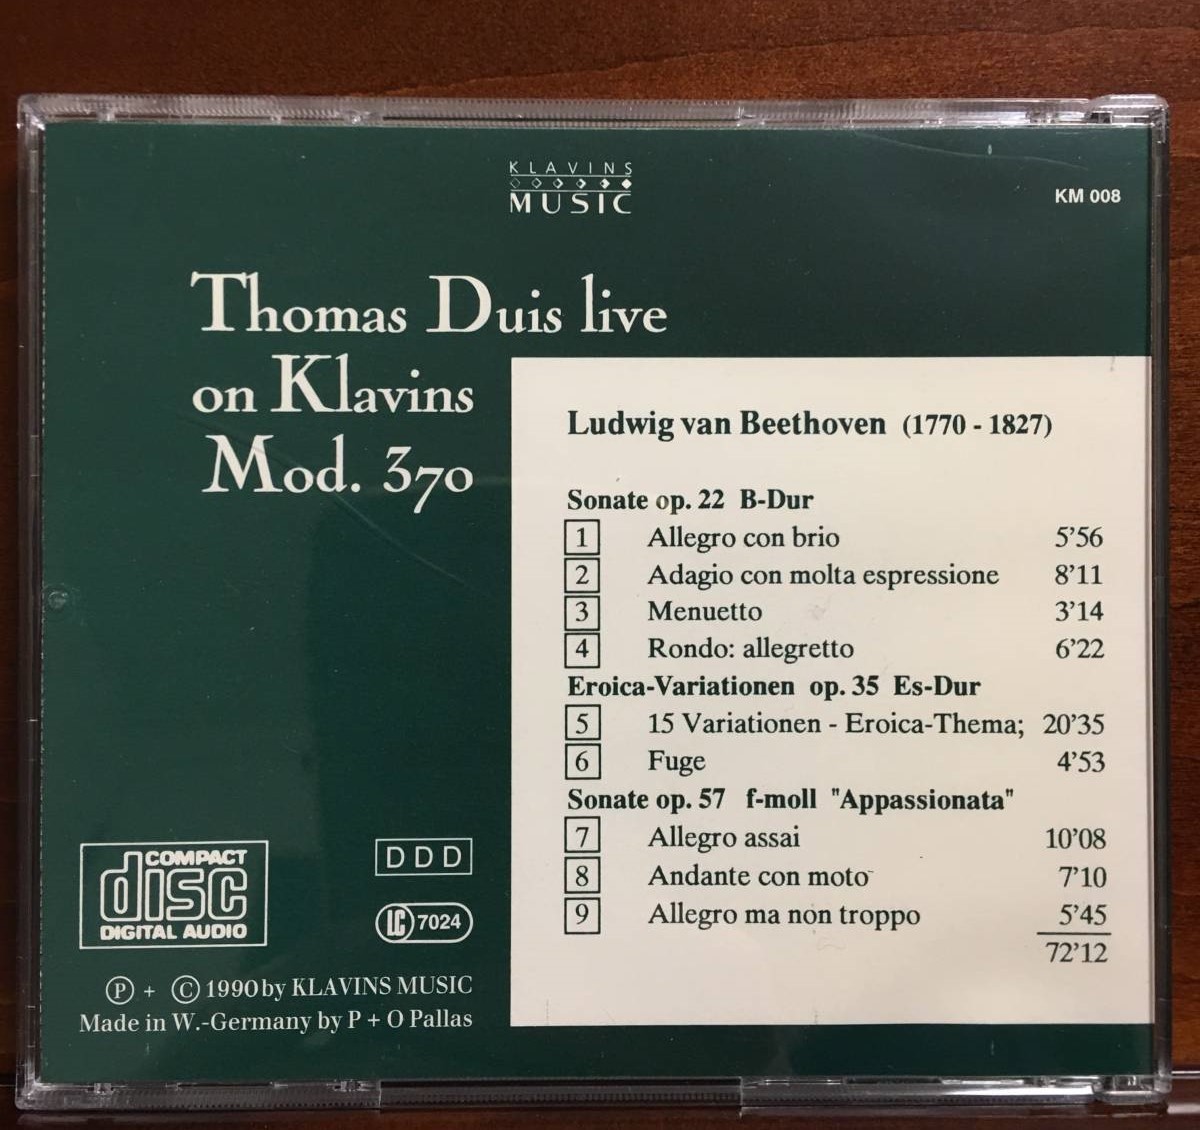 KLAVINS
MUSIC
KM 008
Thomas Duis live
on Klavins
Mod. 370
Ludwig van Beethoven (1770 - 1827)
Sonate op. 22 B-Dur
1 Allegro con brio 5'56
2 Adagio con molta espressione 8'11
3 Menuetto 3'14
4 Rondo: allegretto 6'22
Eroica-Variationen op. 35 Es-Dur
5 15 Variationen - Eroica-Thema; 20'35
6 Fuge 4'53
Sonate op. 57 f-moll "Appassionata"
7 Allegro assai 10'08
8 Andante con moto 7'10
9 Allegro ma non troppo 5'45
72'12
COMPACT
disc
DIGITAL AUDIO
DDD
LC 7024
Ⓟ + © 1990 by KLAVINS MUSIC
Made in W.-Germany by P + O Pallas